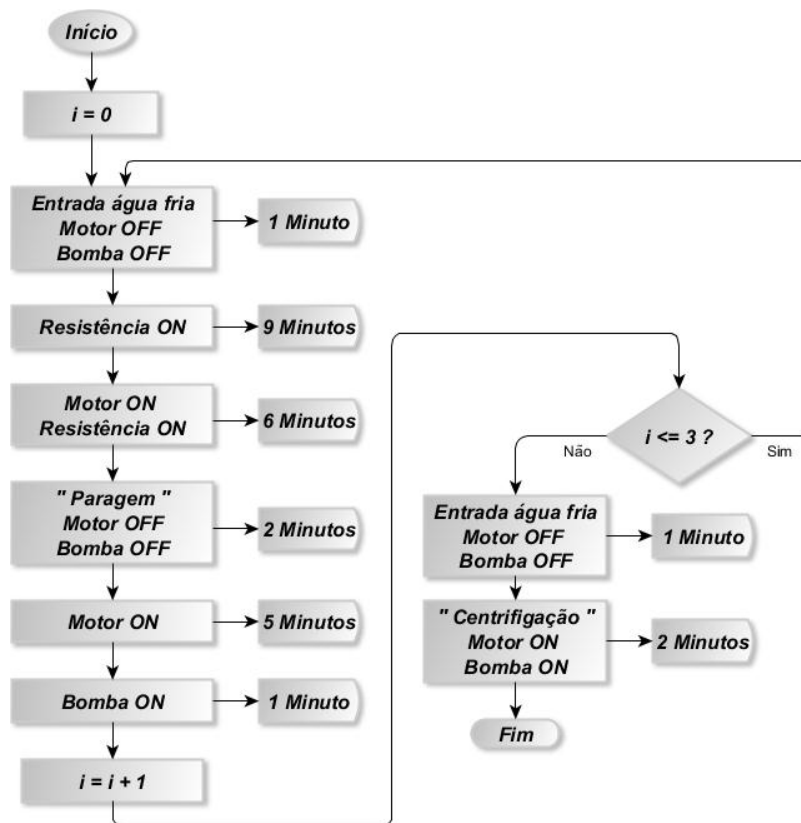 Início
i = 0
Entrada água fria
Motor OFF
Bomba OFF
1 Minuto
Resistência ON
9 Minutos
Motor ON
Resistência ON
6 Minutos
" Paragem "
Motor OFF
Bomba OFF
2 Minutos
Motor ON
5 Minutos
Bomba ON
1 Minuto
i = i + 1
i <= 3 ?
Não
Sim
Entrada água fria
Motor OFF
Bomba OFF
1 Minuto
" Centrifigação "
Motor ON
Bomba ON
2 Minutos
Fim